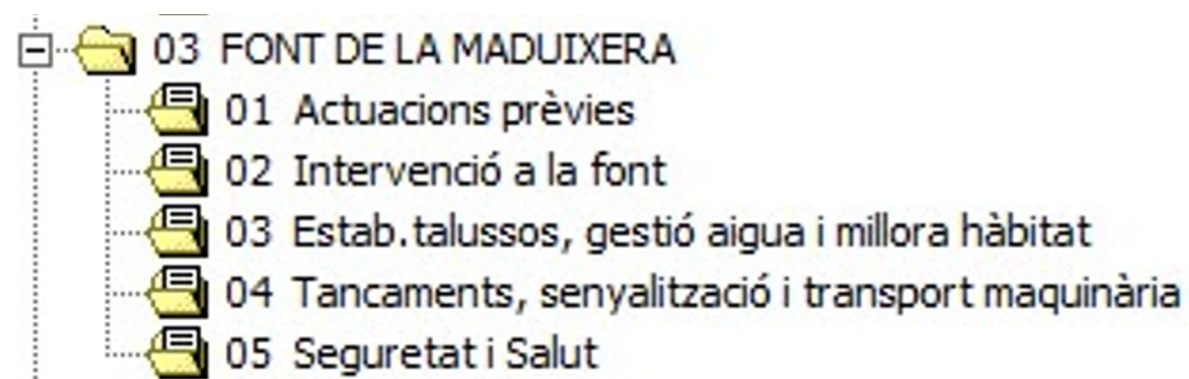 03 FONT DE LA MADUIXERA
01 Actuacions prèvies
02 Intervenció a la font
03 Estab.talussos, gestió aigua i millora hàbitat
04 Tancaments, senyalització i transport maquinària
05 Seguretat i Salut